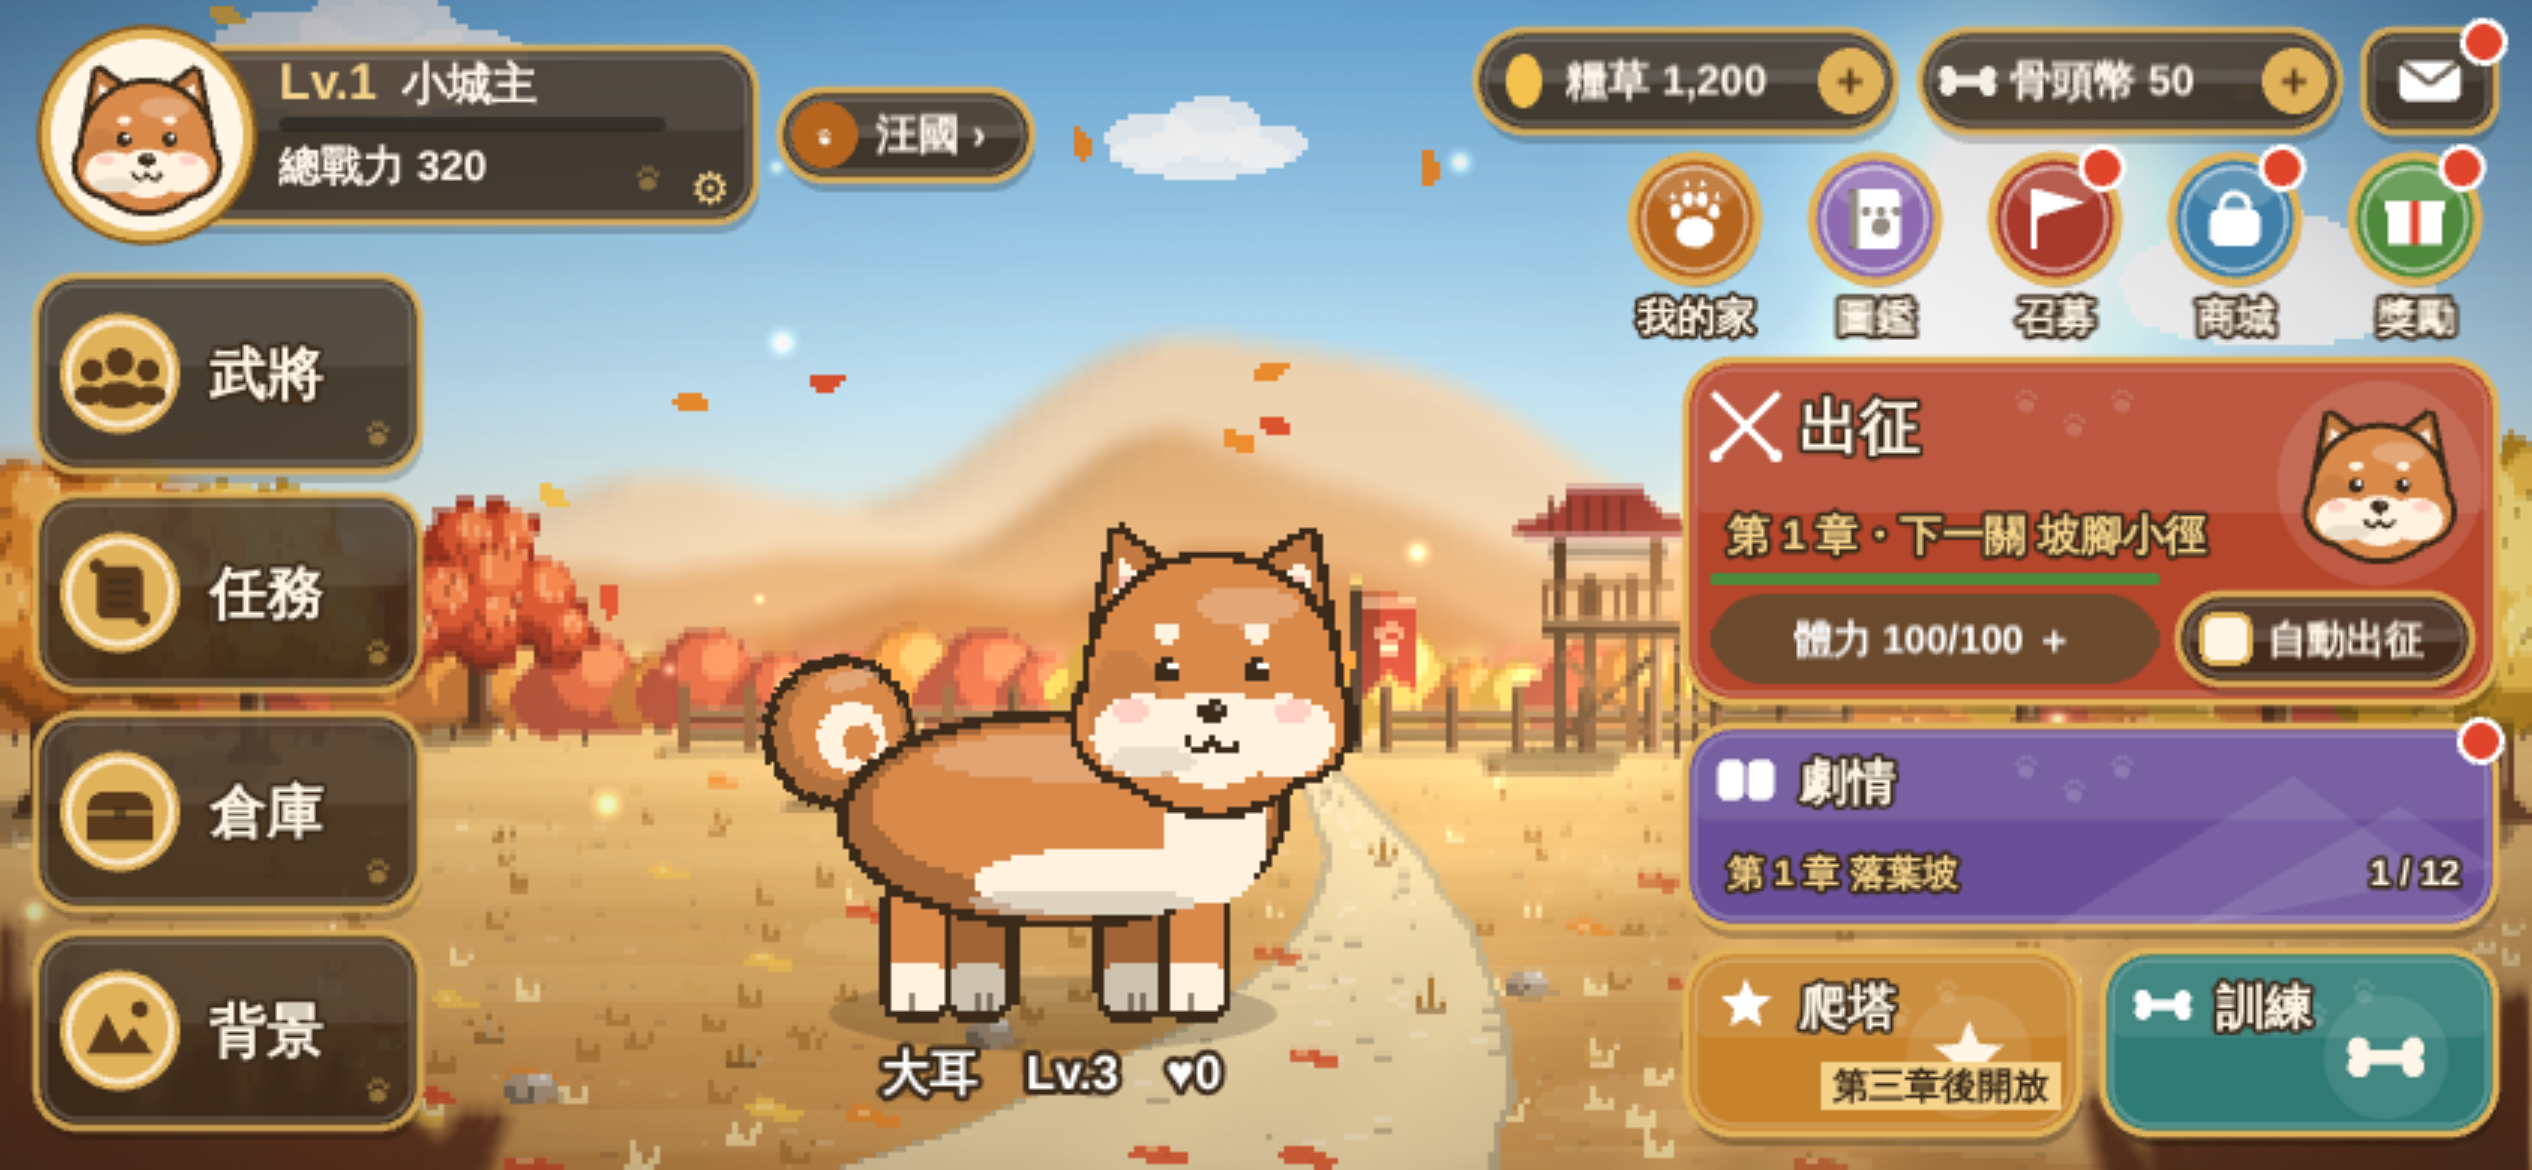 Lv.1 小城主
總戰力 320
汪國 ›
糧草 1,200 +
骨頭幣 50 +
我的家
圖鑑
召募
商城
獎勵
武將
任務
倉庫
背景
出征
第 1 章・下一關 坡腳小徑
體力 100/100 +
自動出征
劇情
第 1 章 落葉坡
1 / 12
爬塔
第三章後開放
訓練
大耳 Lv.3 ♥0